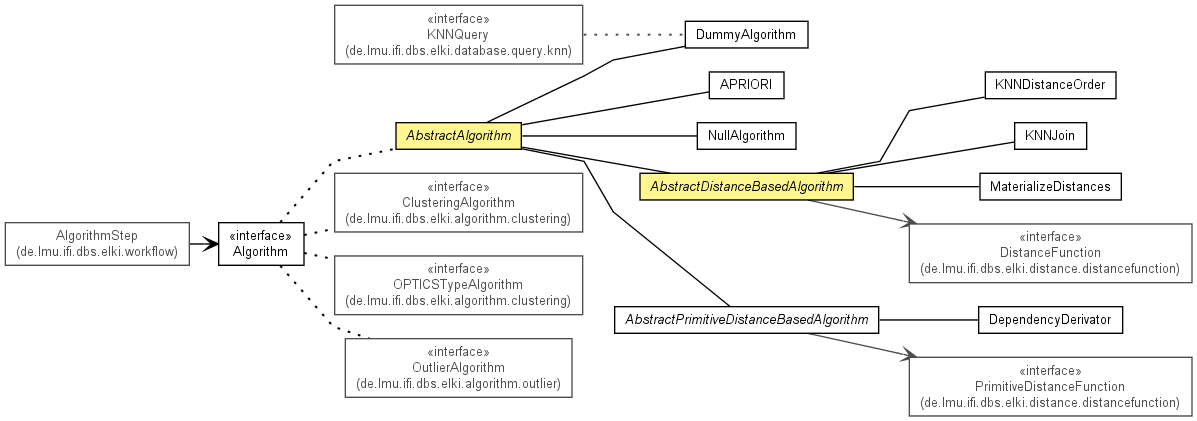 «interface»
KNNQuery
(de.lmu.ifi.dbs.elki.database.query.knn)
DummyAlgorithm
APRIORI
KNNDistanceOrder
AbstractAlgorithm
NullAlgorithm
KNNJoin
«interface»
ClusteringAlgorithm
(de.lmu.ifi.dbs.elki.algorithm.clustering)
AbstractDistanceBasedAlgorithm
MaterializeDistances
AlgorithmStep
(de.lmu.ifi.dbs.elki.workflow)
«interface»
Algorithm
«interface»
DistanceFunction
(de.lmu.ifi.dbs.elki.distance.distancefunction)
«interface»
OPTICSTypeAlgorithm
(de.lmu.ifi.dbs.elki.algorithm.clustering)
AbstractPrimitiveDistanceBasedAlgorithm
DependencyDerivator
«interface»
OutlierAlgorithm
(de.lmu.ifi.dbs.elki.algorithm.outlier)
«interface»
PrimitiveDistanceFunction
(de.lmu.ifi.dbs.elki.distance.distancefunction)